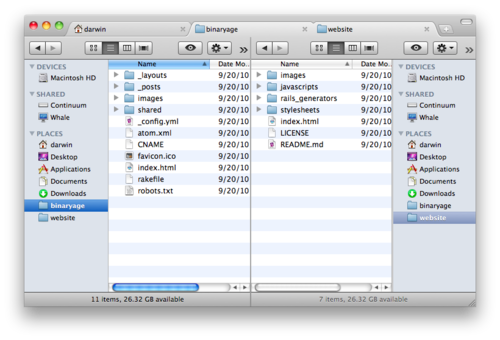 darwin
binaryage
website
DEVICES
Macintosh HD
SHARED
Continuum
Whale
PLACES
darwin
Desktop
Applications
Documents
Downloads
binaryage
website
Name Date Mo...
_layouts 9/20/10
_posts 9/20/10
images 9/20/10
shared 9/20/10
_config.yml 9/20/10
atom.xml 9/20/10
CNAME 9/20/10
favicon.ico 9/20/10
index.html 9/20/10
rakefile 9/20/10
robots.txt 9/20/10
Name Date Mo...
images 9/20/10
javascripts 9/20/10
rails_generators 9/20/10
stylesheets 9/20/10
index.html 9/20/10
LICENSE 9/20/10
README.md 9/20/10
DEVICES
Macintosh HD
SHARED
Continuum
Whale
PLACES
darwin
Desktop
Applications
Documents
Downloads
binaryage
website
11 items, 26.32 GB available
7 items, 26.32 GB available